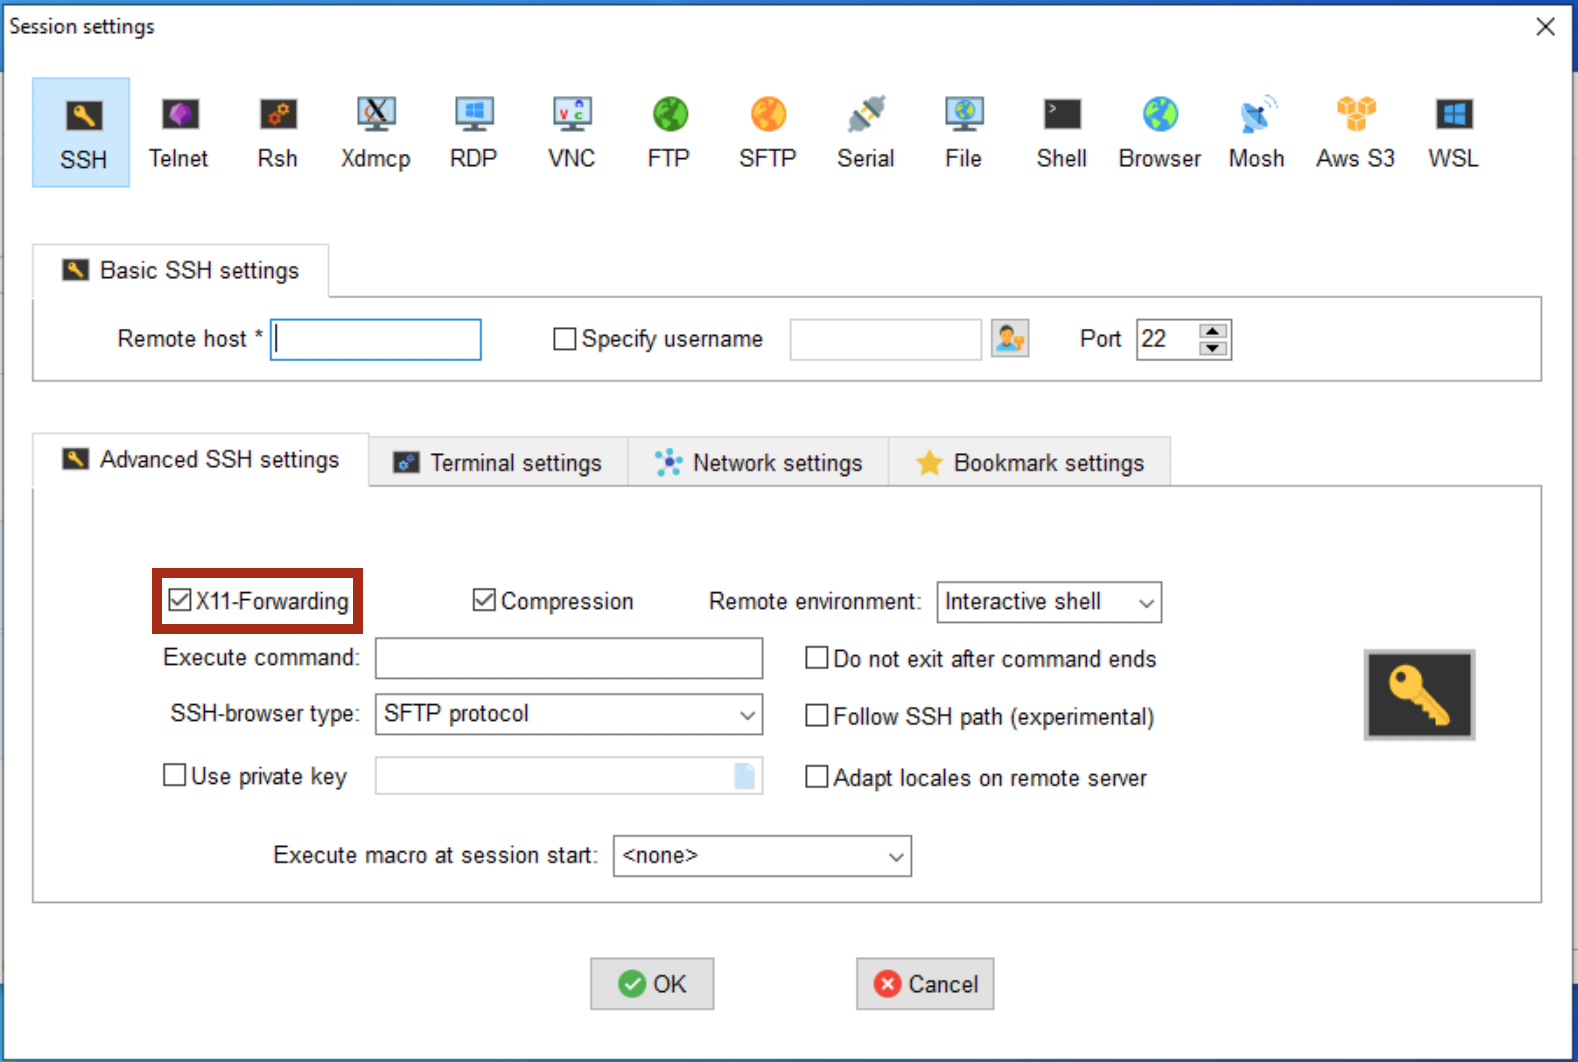 Session settings
SSH Telnet Rsh Xdmcp RDP VNC FTP SFTP Serial File Shell Browser Mosh Aws S3 WSL
Basic SSH settings
Remote host * Specify username Port 22
Advanced SSH settings Terminal settings Network settings Bookmark settings
X11-Forwarding Compression Remote environment: Interactive shell
Execute command: Do not exit after command ends
SSH-browser type: SFTP protocol Follow SSH path (experimental)
Use private key Adapt locales on remote server
Execute macro at session start: <none>
OK Cancel